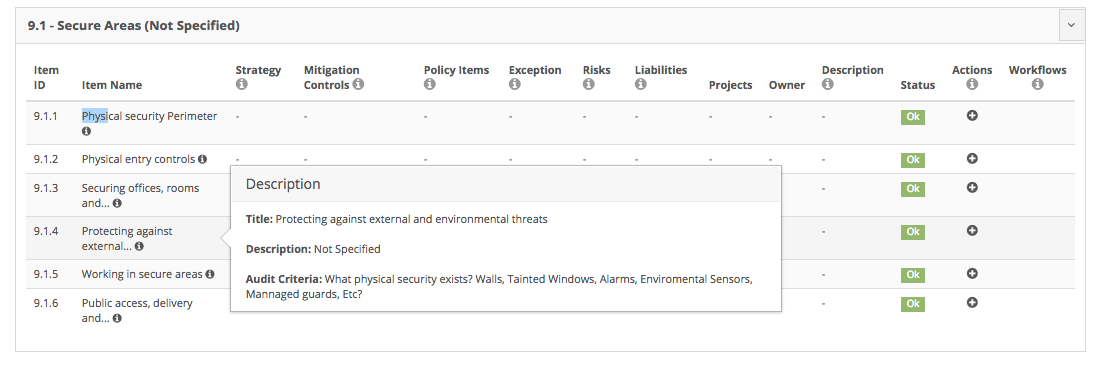 9.1 - Secure Areas (Not Specified)
Item ID Item Name Strategy Mitigation Controls Policy Items Exception Risks Liabilities Projects Owner Description Status Actions Workflows
9.1.1 Physical security Perimeter - - - - - - - Ok
9.1.2 Physical entry controls - - - - - - - Ok
9.1.3 Securing offices, rooms and... - Ok
9.1.4 Protecting against external... - Ok
9.1.5 Working in secure areas - Ok
9.1.6 Public access, delivery and... - Ok
Description
Title: Protecting against external and environmental threats
Description: Not Specified
Audit Criteria: What physical security exists? Walls, Tainted Windows, Alarms, Enviromental Sensors,
Mannaged guards, Etc?